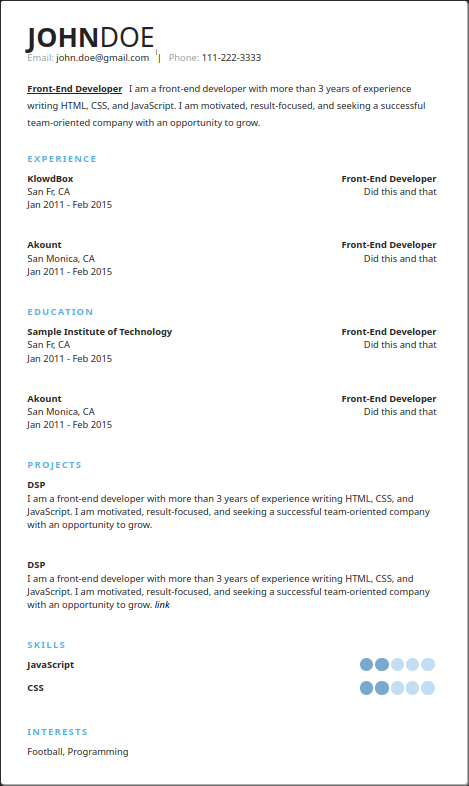 JOHNDOE
Email: john.doe@gmail.com | Phone: 111-222-3333
Front-End Developer I am a front-end developer with more than 3 years of experience
writing HTML, CSS, and JavaScript. I am motivated, result-focused, and seeking a successful
team-oriented company with an opportunity to grow.
EXPERIENCE
KlowdBox Front-End Developer
San Fr, CA Did this and that
Jan 2011 - Feb 2015
Akount Front-End Developer
San Monica, CA Did this and that
Jan 2011 - Feb 2015
EDUCATION
Sample Institute of Technology Front-End Developer
San Fr, CA Did this and that
Jan 2011 - Feb 2015
Akount Front-End Developer
San Monica, CA Did this and that
Jan 2011 - Feb 2015
PROJECTS
DSP
I am a front-end developer with more than 3 years of experience writing HTML, CSS, and
JavaScript. I am motivated, result-focused, and seeking a successful team-oriented company
with an opportunity to grow.
DSP
I am a front-end developer with more than 3 years of experience writing HTML, CSS, and
JavaScript. I am motivated, result-focused, and seeking a successful team-oriented company
with an opportunity to grow. link
SKILLS
JavaScript
CSS
INTERESTS
Football, Programming